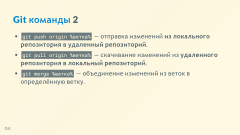 Git команды 2
• git push origin %ветка% — отправка изменений из локального
репозитория в удаленный репозиторий.
• git pull origin %ветка% — скачивание изменений из удаленного
репозитория в локальный репозиторий.
• git merge %ветка% — объединение изменений из веток в
определённую ветку.